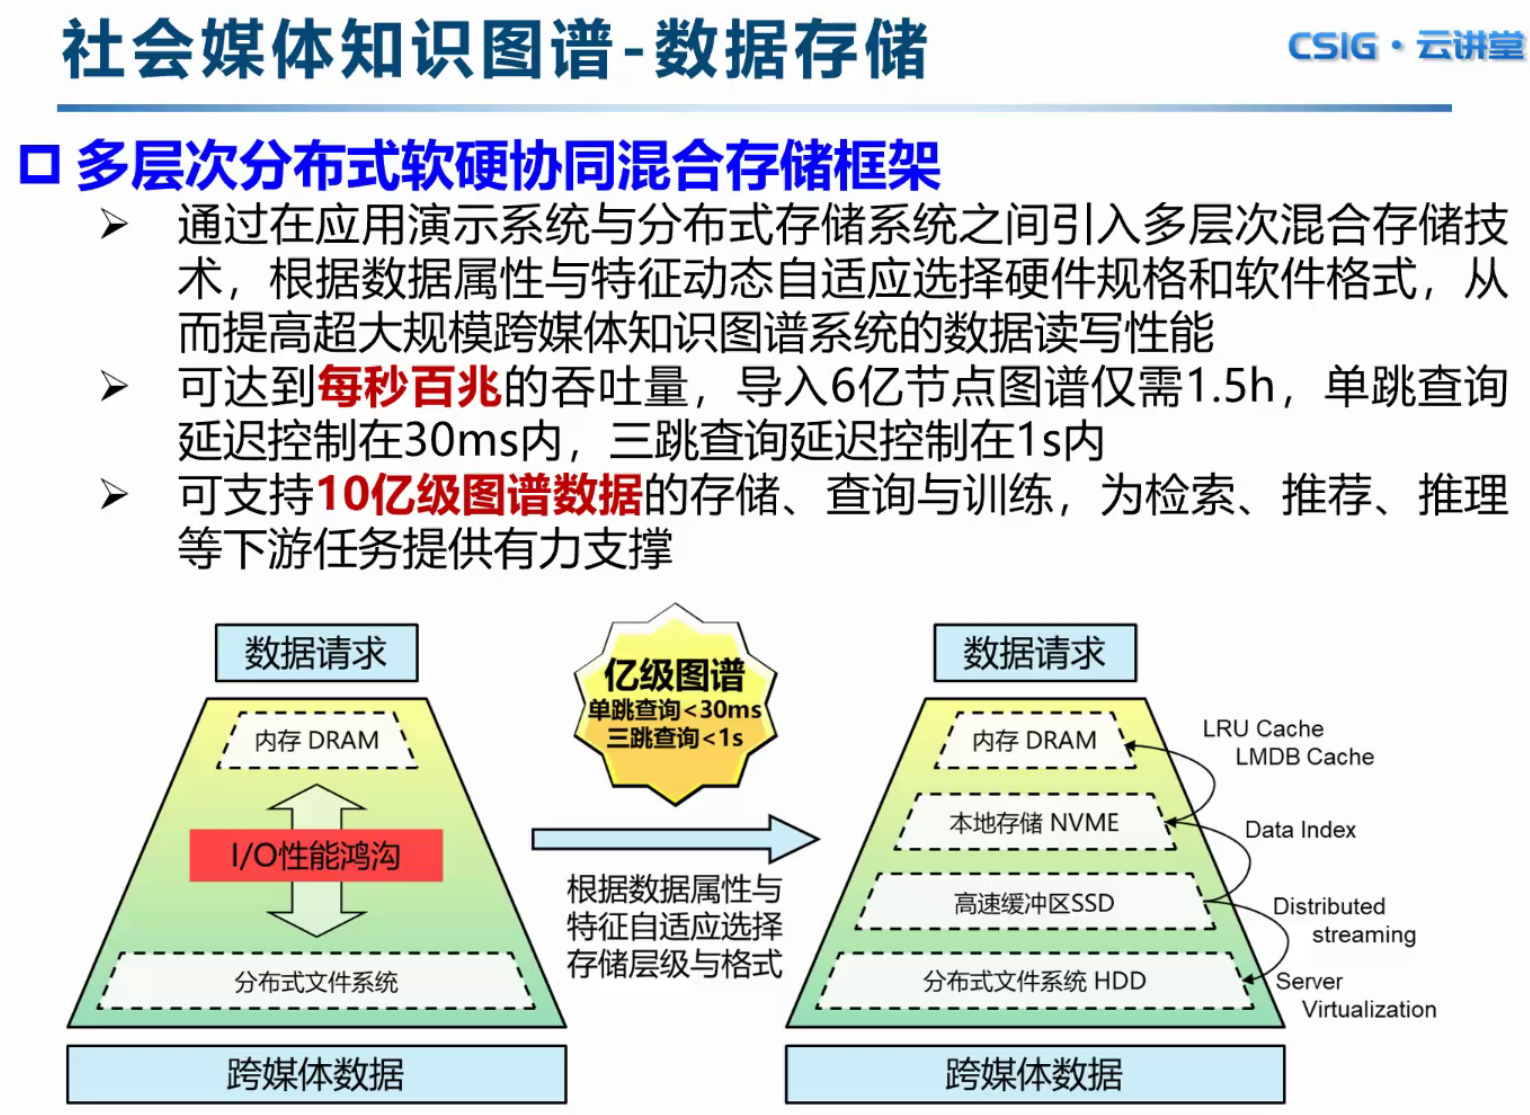 社会媒体知识图谱-数据存储
CSIG·云讲堂
多层次分布式软硬协同混合存储框架
通过在应用演示系统与分布式存储系统之间引入多层次混合存储技
术，根据数据属性与特征动态自适应选择硬件规格和软件格式，从
而提高超大规模跨媒体知识图谱系统的数据读写性能
可达到每秒百兆的吞吐量，导入6亿节点图谱仅需1.5h，单跳查询
延迟控制在30ms内，三跳查询延迟控制在1s内
可支持10亿级图谱数据的存储、查询与训练，为检索、推荐、推理
等下游任务提供有力支撑
数据请求
内存 DRAM
I/O性能鸿沟
分布式文件系统
跨媒体数据
亿级图谱
单跳查询<30ms
三跳查询<1s
根据数据属性与
特征自适应选择
存储层级与格式
数据请求
内存 DRAM
本地存储 NVME
高速缓冲区SSD
分布式文件系统 HDD
跨媒体数据
LRU Cache
LMDB Cache
Data Index
Distributed
streaming
Server
Virtualization